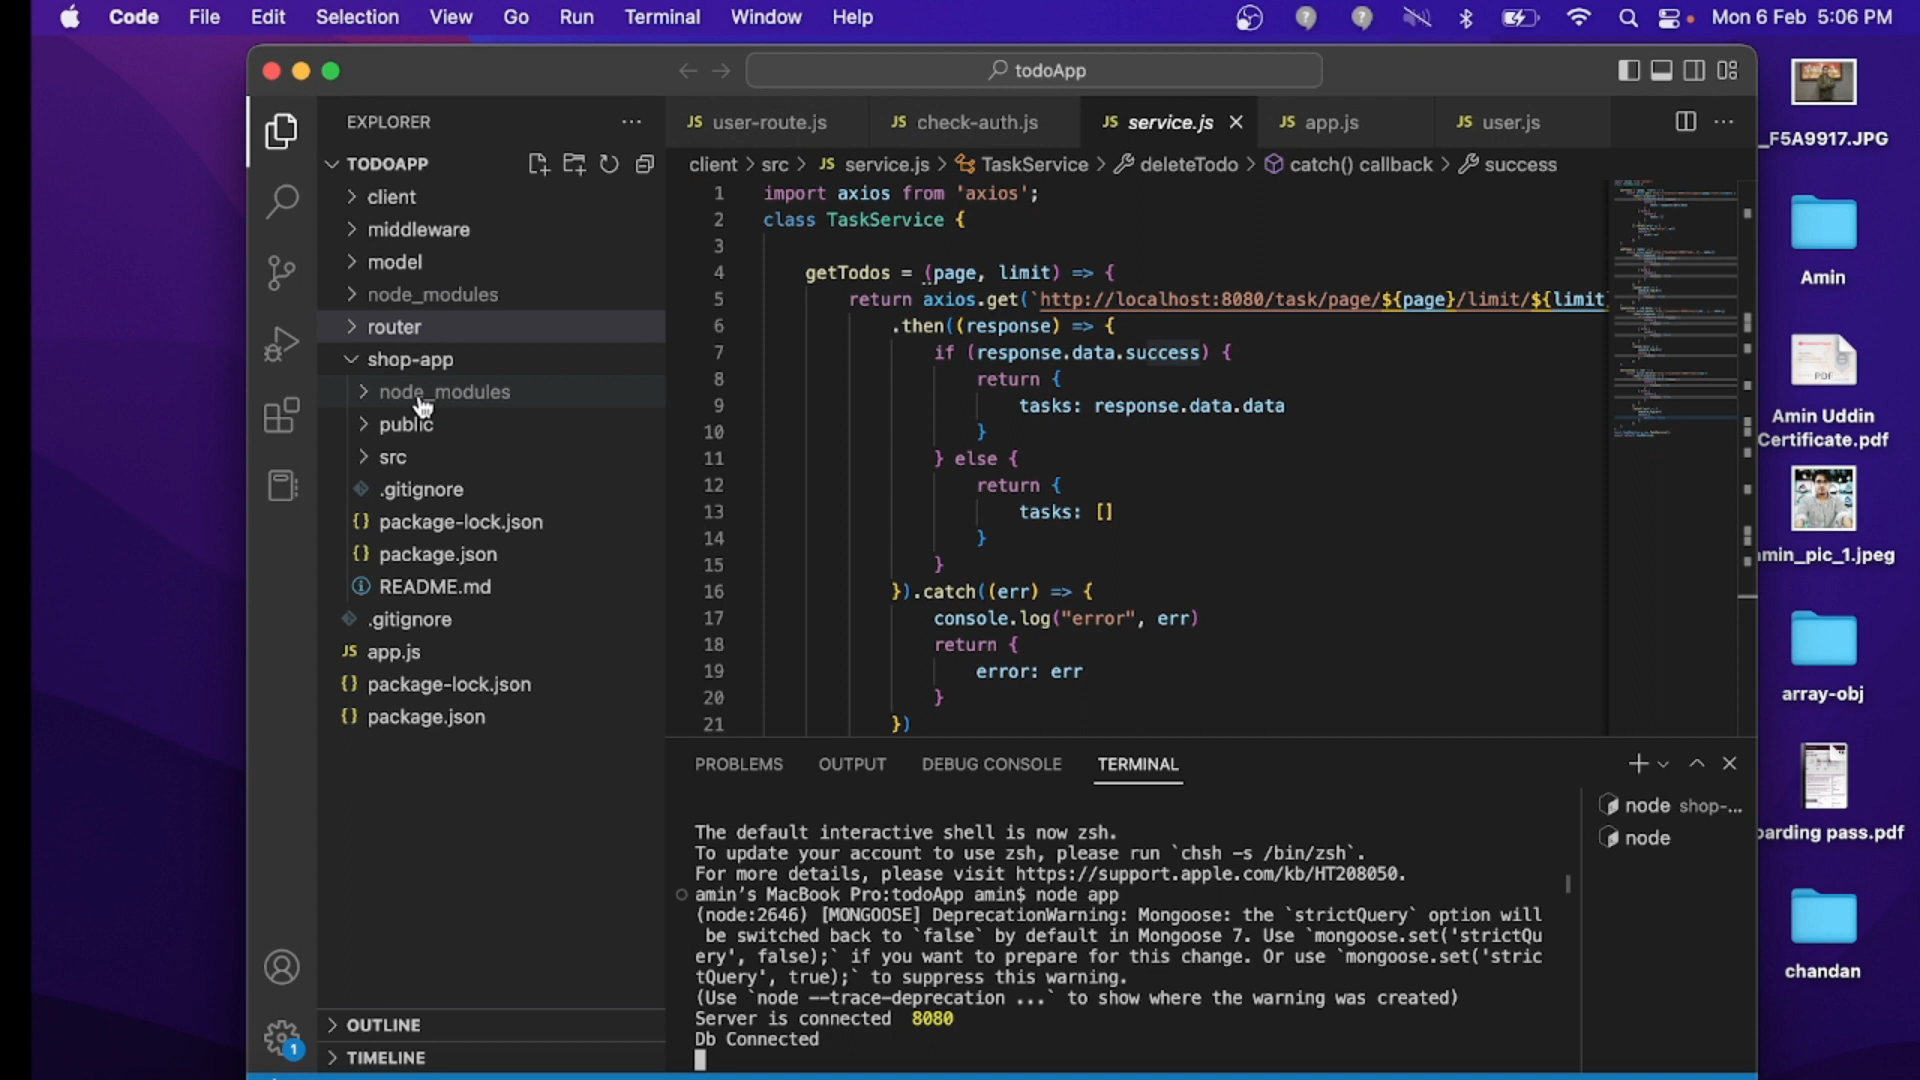 Code File Edit Selection View Go Run Terminal Window Help Mon 6 Feb 5:06 PM
todoApp
EXPLORER
TODOAPP
client
middleware
model
node_modules
router
shop-app
node_modules
public
src
.gitignore
package-lock.json
package.json
README.md
.gitignore
JS app.js
package-lock.json
package.json
OUTLINE
TIMELINE
1
JS user-route.js JS check-auth.js JS service.js JS app.js JS user.js
client > src > JS service.js > TaskService > deleteTodo > catch() callback > success
1 import axios from 'axios';
2 class TaskService {
3
4 getTodos = (page, limit) => {
5 return axios.get(`http://localhost:8080/task/page/${page}/limit/${limit}
6 .then((response) => {
7 if (response.data.success) {
8 return {
9 tasks: response.data.data
10 }
11 } else {
12 return {
13 tasks: []
14 }
15 }
16 }).catch((err) => {
17 console.log("error", err)
18 return {
19 error: err
20 }
21 })
PROBLEMS OUTPUT DEBUG CONSOLE TERMINAL
The default interactive shell is now zsh.
To update your account to use zsh, please run `chsh -s /bin/zsh`.
For more details, please visit https://support.apple.com/kb/HT208050.
amin's MacBook Pro:todoApp amin$ node app
(node:2646) [MONGOOSE] DeprecationWarning: Mongoose: the `strictQuery` option will
be switched back to `false` by default in Mongoose 7. Use `mongoose.set('strictQu
ery', false);` if you want to prepare for this change. Or use `mongoose.set('stric
tQuery', true);` to suppress this warning.
(Use `node --trace-deprecation ...` to show where the warning was created)
Server is connected 8080
Db Connected
node shop-...
node
_F5A9917.JPG
Amin
PDF
Amin Uddin
Certificate.pdf
min_pic_1.jpeg
array-obj
oarding pass.pdf
chandan